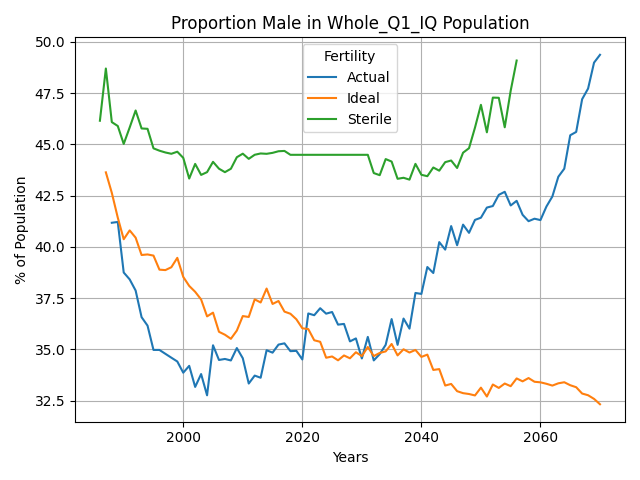 Proportion Male in Whole_Q1_IQ Population
Fertility
Actual
Ideal
Sterile
% of Population
50.0
47.5
45.0
42.5
40.0
37.5
35.0
32.5
2000
2020
2040
2060
Years